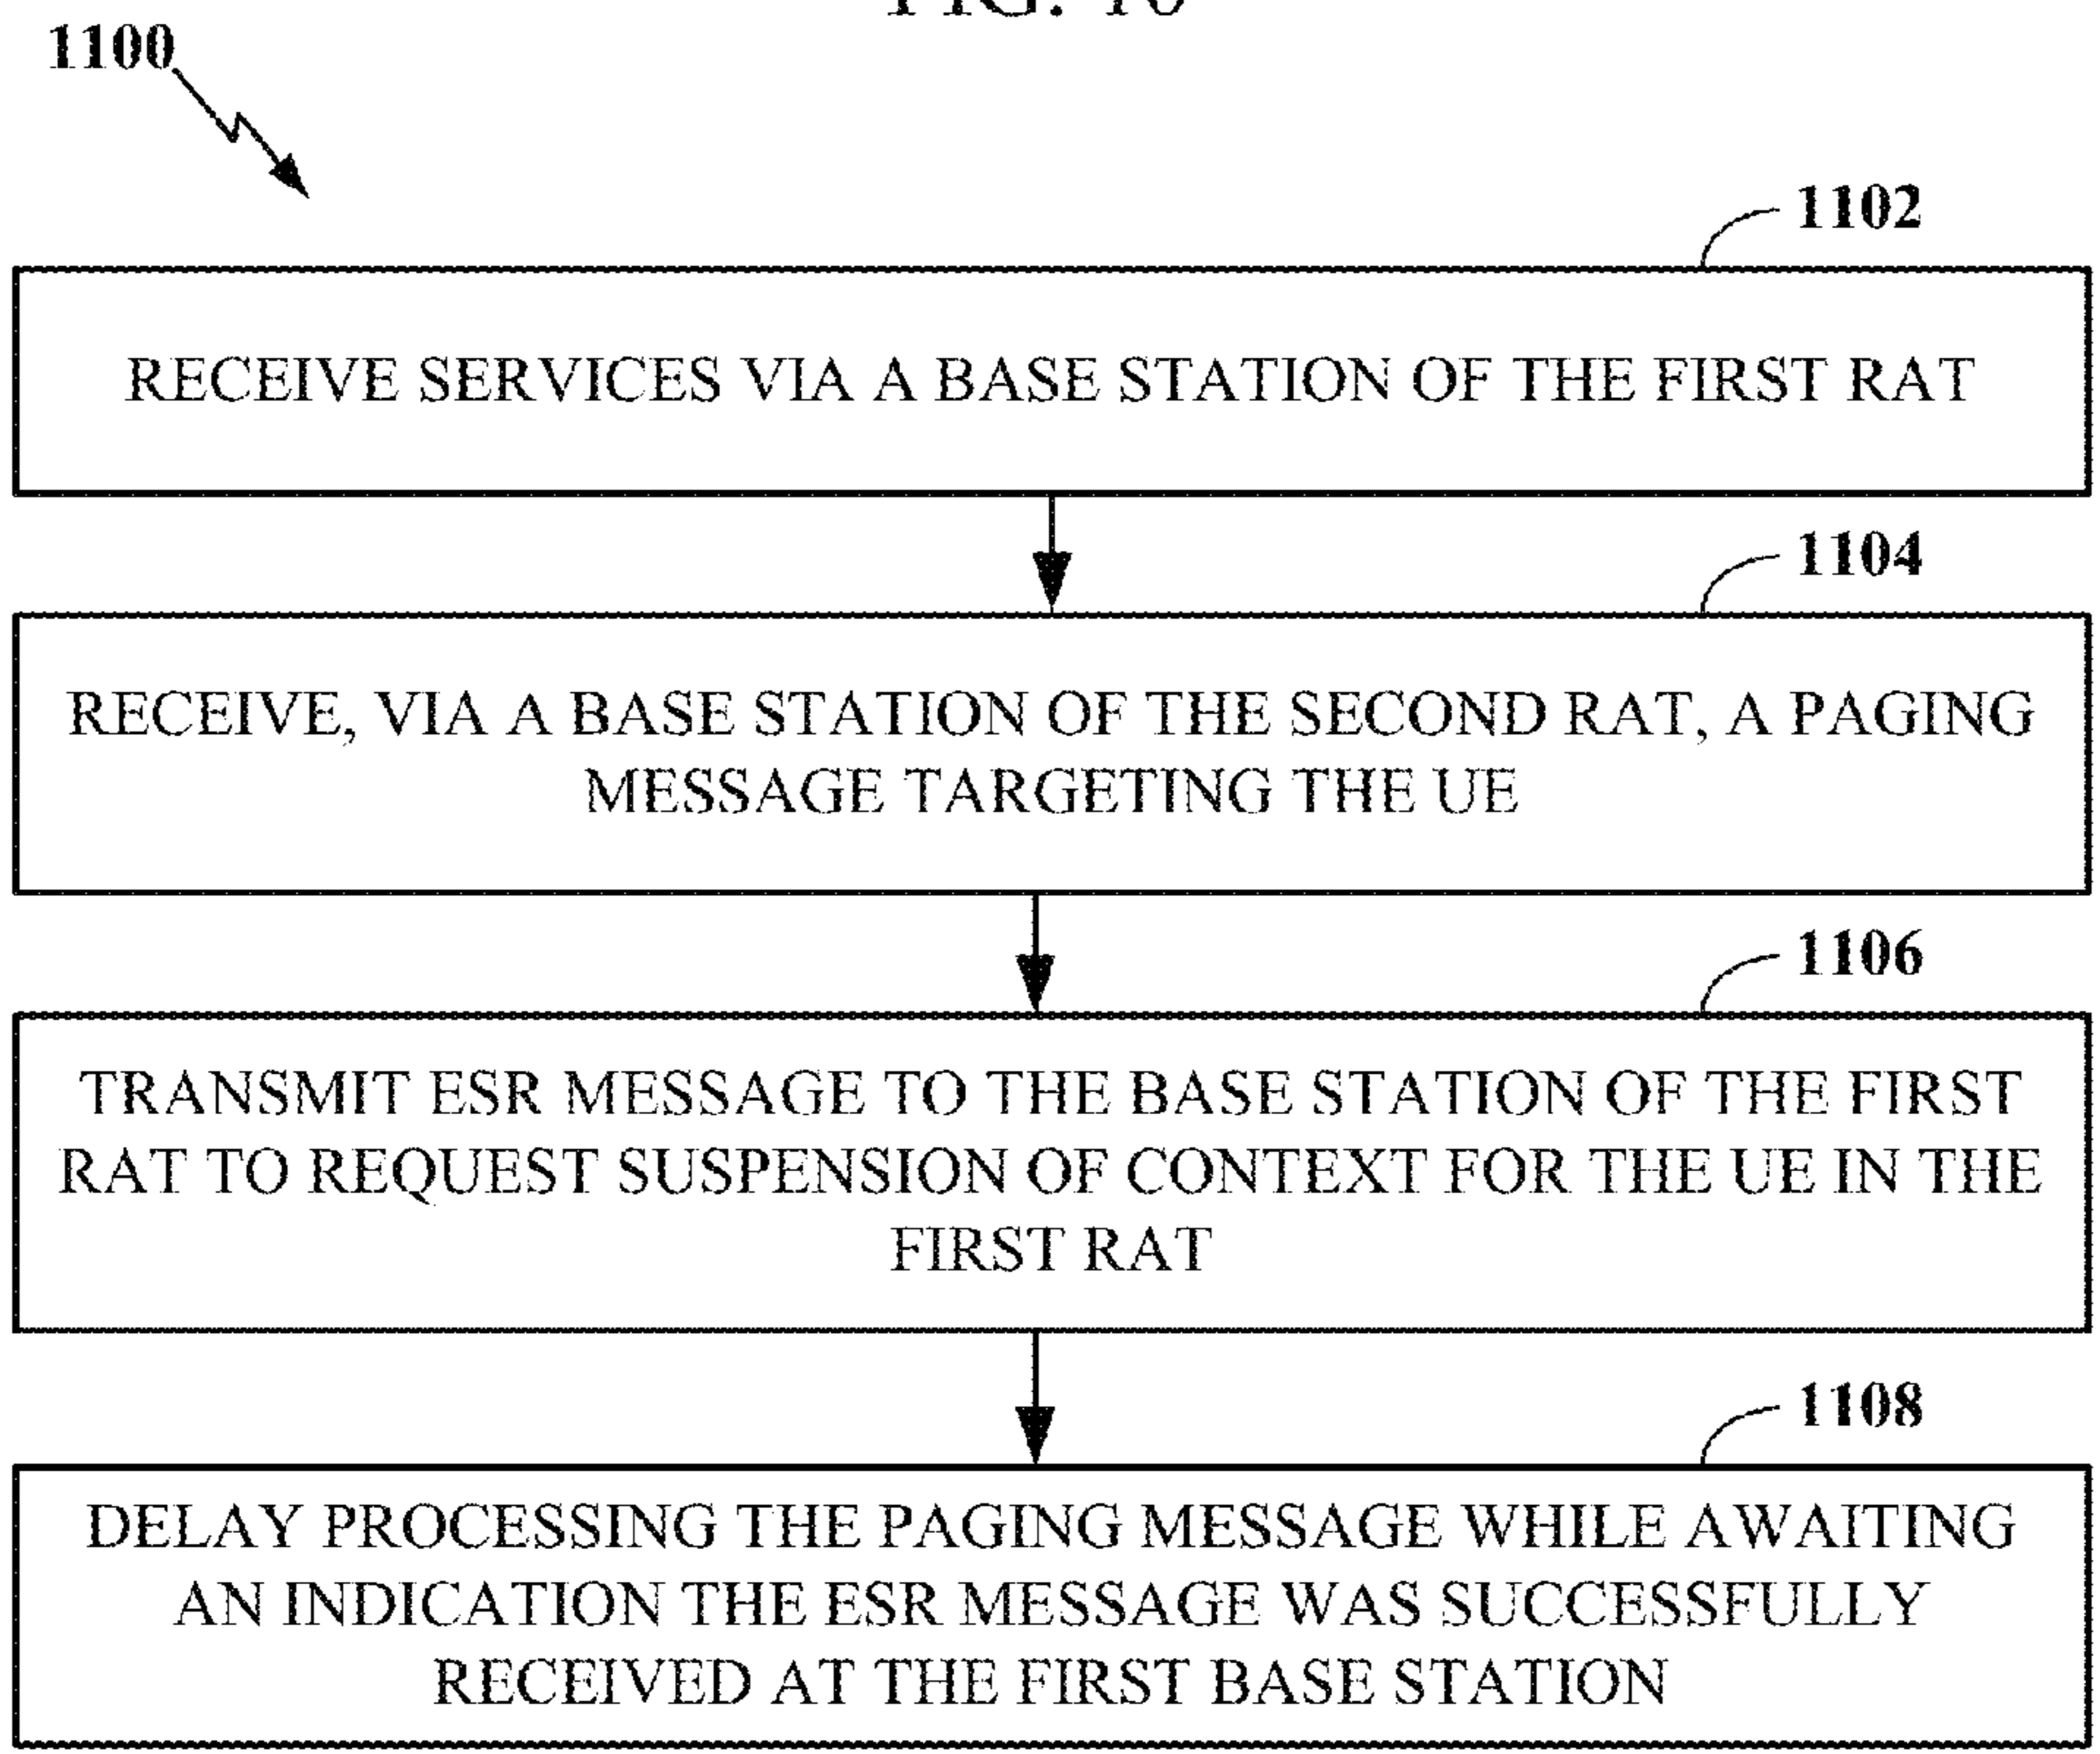 1100
1102
RECEIVE SERVICES VIA A BASE STATION OF THE FIRST RAT
1104
RECEIVE, VIA A BASE STATION OF THE SECOND RAT, A PAGING
MESSAGE TARGETING THE UE
1106
TRANSMIT ESR MESSAGE TO THE BASE STATION OF THE FIRST
RAT TO REQUEST SUSPENSION OF CONTEXT FOR THE UE IN THE
FIRST RAT
1108
DELAY PROCESSING THE PAGING MESSAGE WHILE AWAITING
AN INDICATION THE ESR MESSAGE WAS SUCCESSFULLY
RECEIVED AT THE FIRST BASE STATION